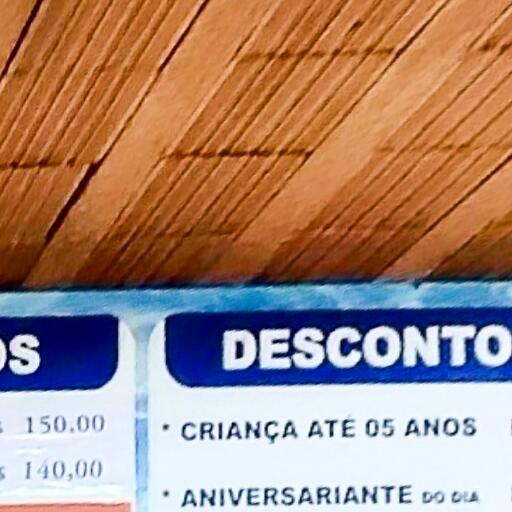 OS
150,00
140,00
DESCONTO
* CRIANÇA ATÉ 05 ANOS
* ANIVERSARIANTE DO DIA